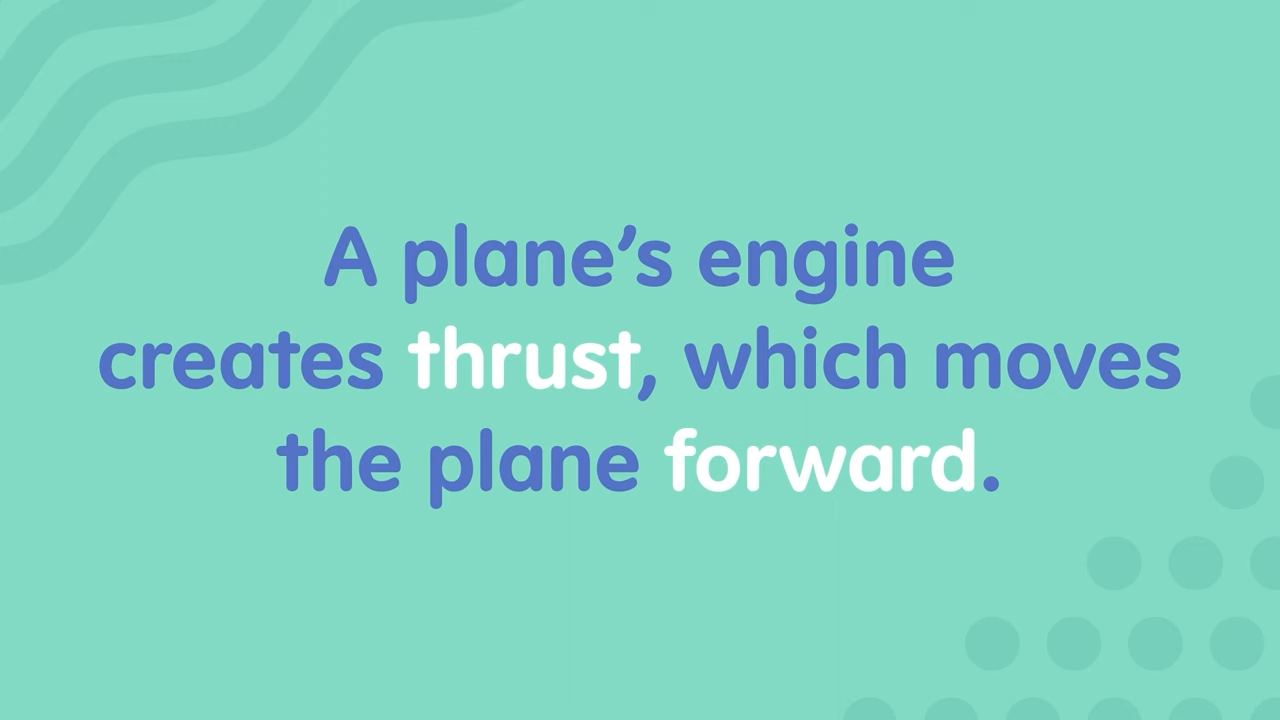 A plane’s engine
creates thrust, which moves
the plane forward.